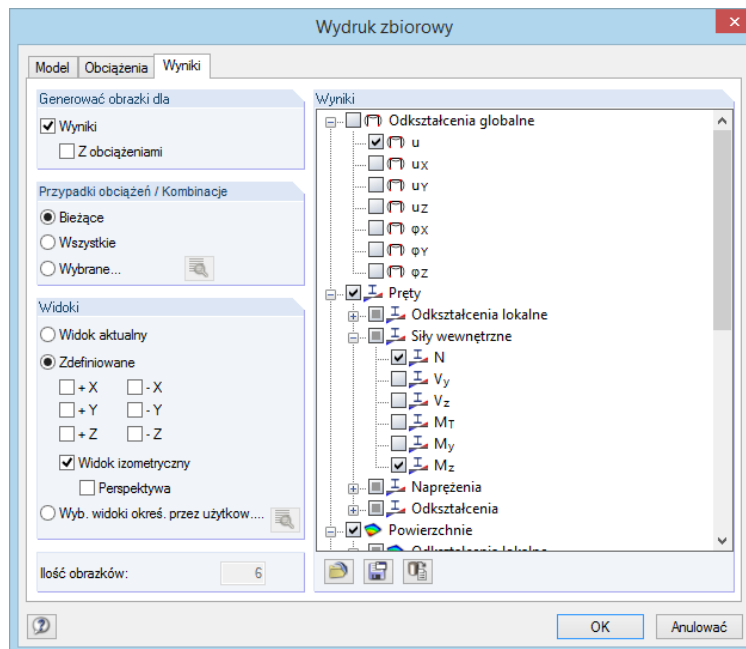 Wydruk zbiorowy
Model
Obciążenia
Wyniki
Generować obrazki dla
Wyniki
Z obciążeniami
Przypadki obciążeń / Kombinacje
Bieżące
Wszystkie
Wybrane...
Widoki
Widok aktualny
Zdefiniowane
+ X
- X
+ Y
- Y
+ Z
- Z
Widok izometryczny
Perspektywa
Wyb. widoki okreś. przez użytkow....
Ilość obrazków:
6
Wyniki
Odkształcenia globalne
u
uX
uY
uZ
φX
φY
φZ
Pręty
Odkształcenia lokalne
Siły wewnętrzne
N
Vy
Vz
MT
My
Mz
Naprężenia
Odkształcenia
Powierzchnie
Odkształcenia lokalne
OK
Anulować